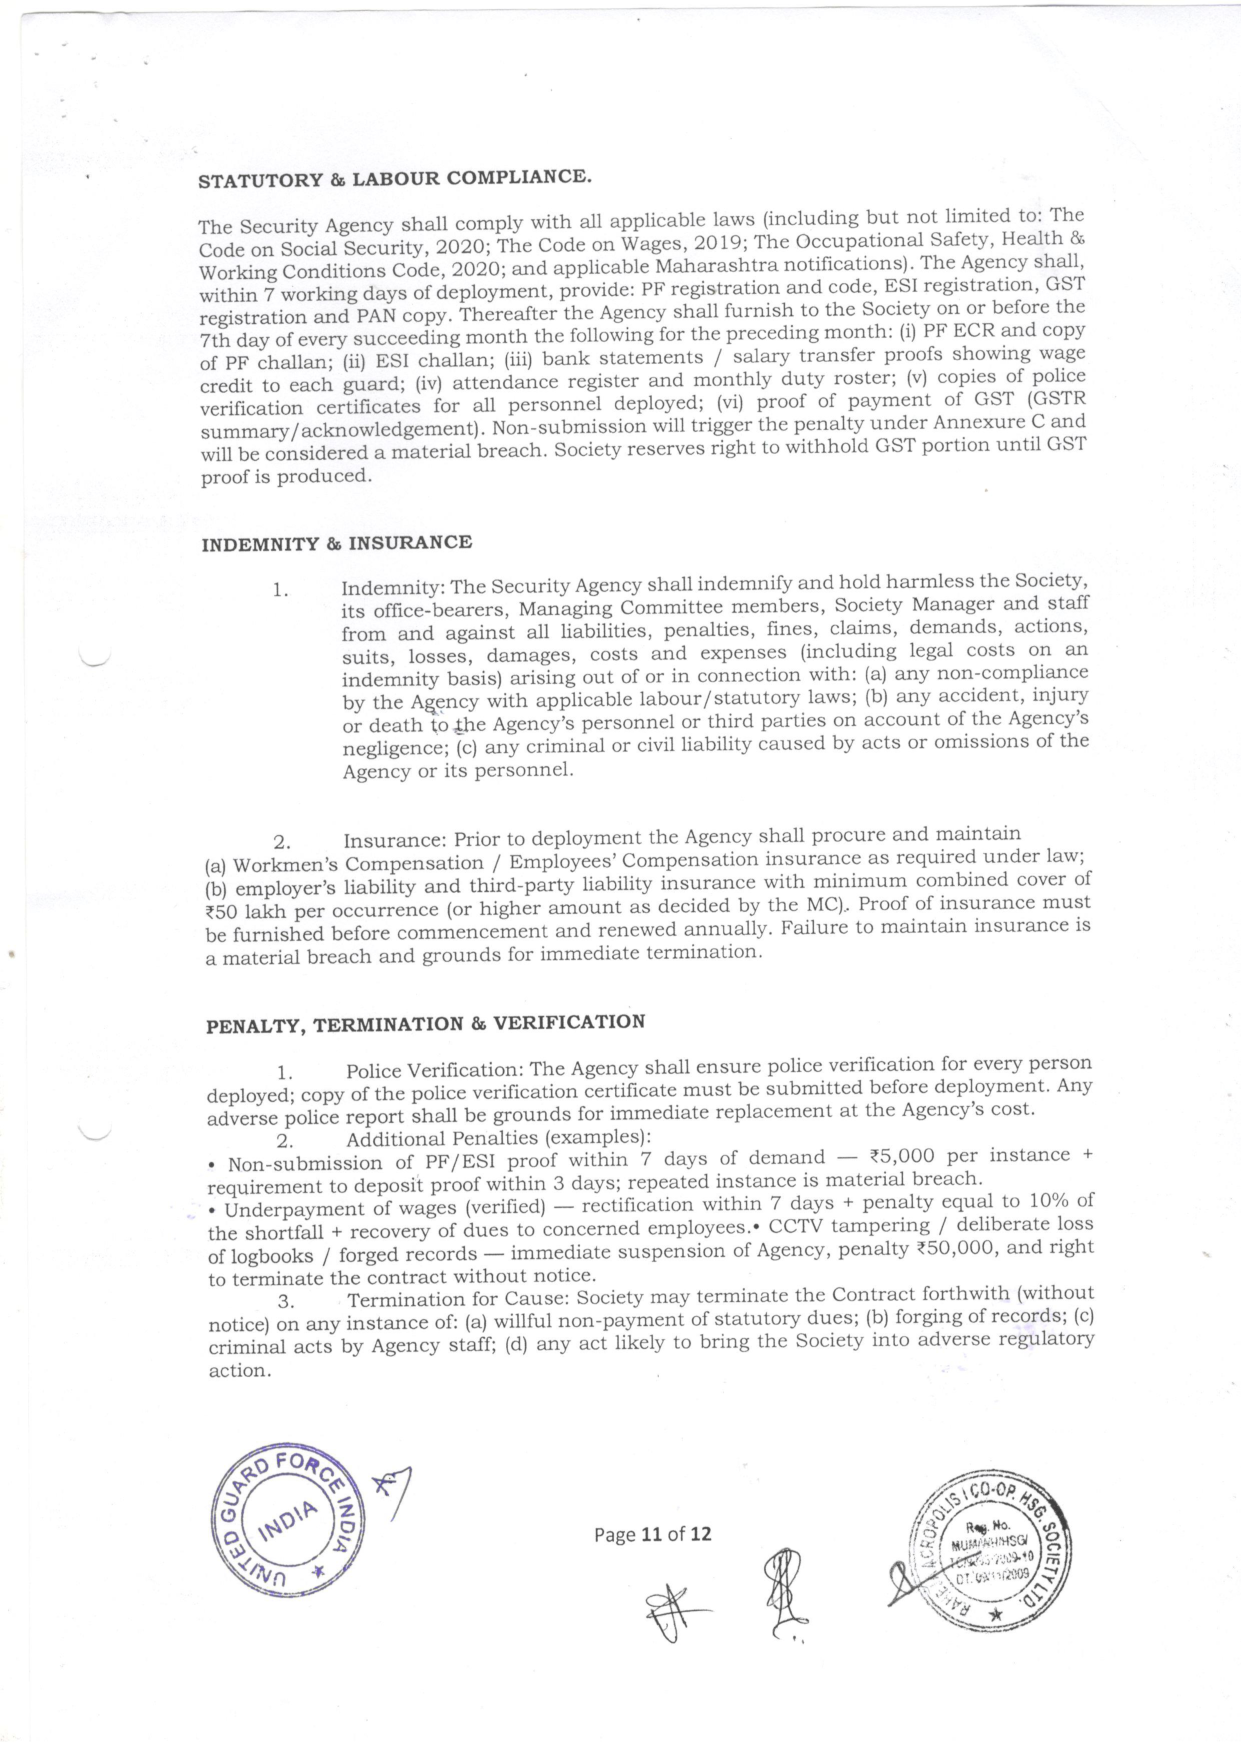 STATUTORY & LABOUR COMPLIANCE.
The Security Agency shall comply with all applicable laws (including but not limited to: The
Code on Social Security, 2020; The Code on Wages, 2019; The Occupational Safety, Health &
Working Conditions Code, 2020; and applicable Maharashtra notifications). The Agency shall,
within 7 working days of deployment, provide: PF registration and code, ESI registration, GST
registration and PAN copy. Thereafter the Agency shall furnish to the Society on or before the
7th day of every succeeding month the following for the preceding month: (i) PF ECR and copy
of PF challan; (ii) ESI challan; (iii) bank statements / salary transfer proofs showing wage
credit to each guard; (iv) attendance register and monthly duty roster; (v) copies of police
verification certificates for all personnel deployed; (vi) proof of payment of GST (GSTR
summary/acknowledgement). Non-submission will trigger the penalty under Annexure C and
will be considered a material breach. Society reserves right to withhold GST portion until GST
proof is produced.
INDEMNITY & INSURANCE
1. Indemnity: The Security Agency shall indemnify and hold harmless the Society,
its office-bearers, Managing Committee members, Society Manager and staff
from and against all liabilities, penalties, fines, claims, demands, actions,
suits, losses, damages, costs and expenses (including legal costs on an
indemnity basis) arising out of or in connection with: (a) any non-compliance
by the Agency with applicable labour/statutory laws; (b) any accident, injury
or death to the Agency's personnel or third parties on account of the Agency's
negligence; (c) any criminal or civil liability caused by acts or omissions of the
Agency or its personnel.
2. Insurance: Prior to deployment the Agency shall procure and maintain
(a) Workmen's Compensation / Employees' Compensation insurance as required under law;
(b) employer's liability and third-party liability insurance with minimum combined cover of
₹50 lakh per occurrence (or higher amount as decided by the MC). Proof of insurance must
be furnished before commencement and renewed annually. Failure to maintain insurance is
a material breach and grounds for immediate termination.
PENALTY, TERMINATION & VERIFICATION
1. Police Verification: The Agency shall ensure police verification for every person
deployed; copy of the police verification certificate must be submitted before deployment. Any
adverse police report shall be grounds for immediate replacement at the Agency's cost.
2. Additional Penalties (examples):
• Non-submission of PF/ESI proof within 7 days of demand — ₹5,000 per instance +
requirement to deposit proof within 3 days; repeated instance is material breach.
• Underpayment of wages (verified) — rectification within 7 days + penalty equal to 10% of
the shortfall + recovery of dues to concerned employees.• CCTV tampering / deliberate loss
of logbooks / forged records — immediate suspension of Agency, penalty ₹50,000, and right
to terminate the contract without notice.
3. Termination for Cause: Society may terminate the Contract forthwith (without
notice) on any instance of: (a) willful non-payment of statutory dues; (b) forging of records; (c)
criminal acts by Agency staff; (d) any act likely to bring the Society into adverse regulatory
action.
UNITED GUARD FORCE INDIA
INDIA
Page 11 of 12
ACROPOLIS I CO-OP. HSG. SOCIETY LTD.
Reg. No.